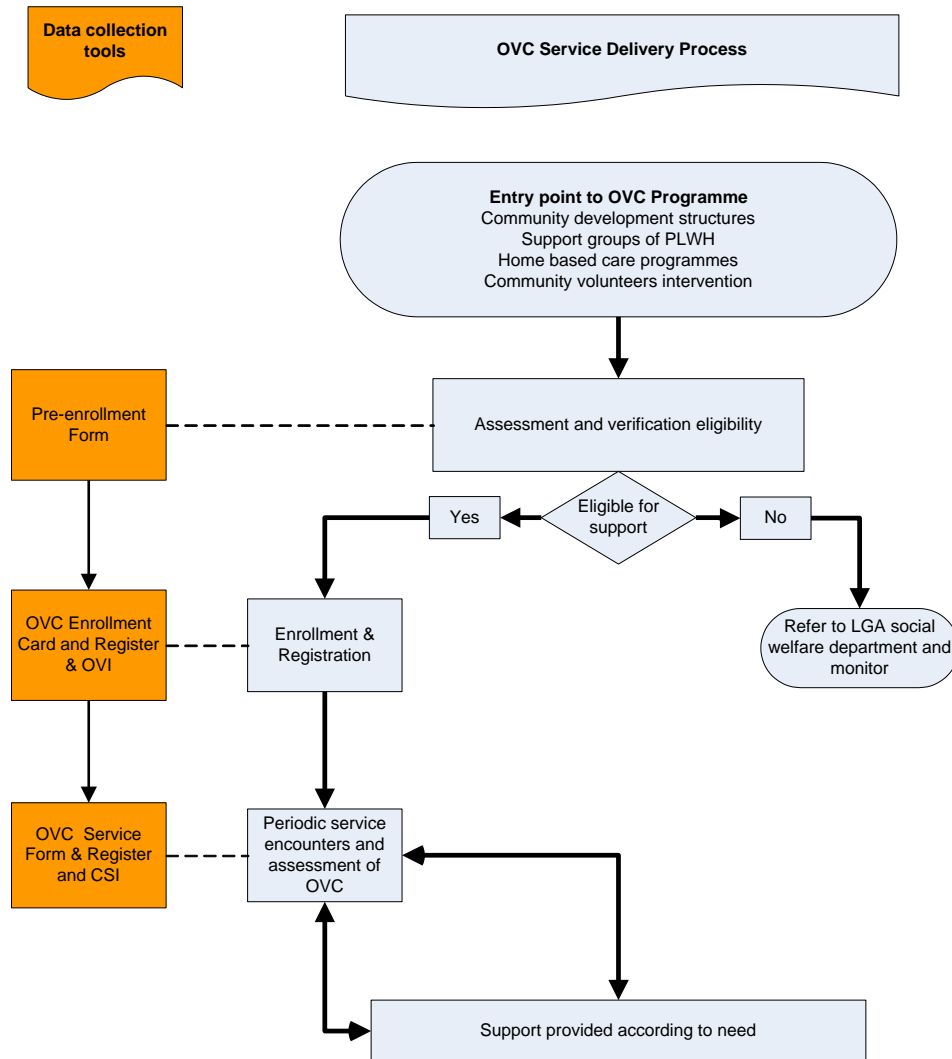 Data collection
tools
OVC Service Delivery Process
Entry point to OVC Programme
Community development structures
Support groups of PLWH
Home based care programmes
Community volunteers intervention
Pre-enrollment
Form
Assessment and verification eligibility
Eligible for
support
Yes
No
OVC Enrollment
Card and Register
& OVI
Enrollment &
Registration
Refer to LGA social
welfare department and
monitor
OVC  Service
Form & Register
and CSI
Periodic service
encounters and
assessment of
OVC
Support provided according to need